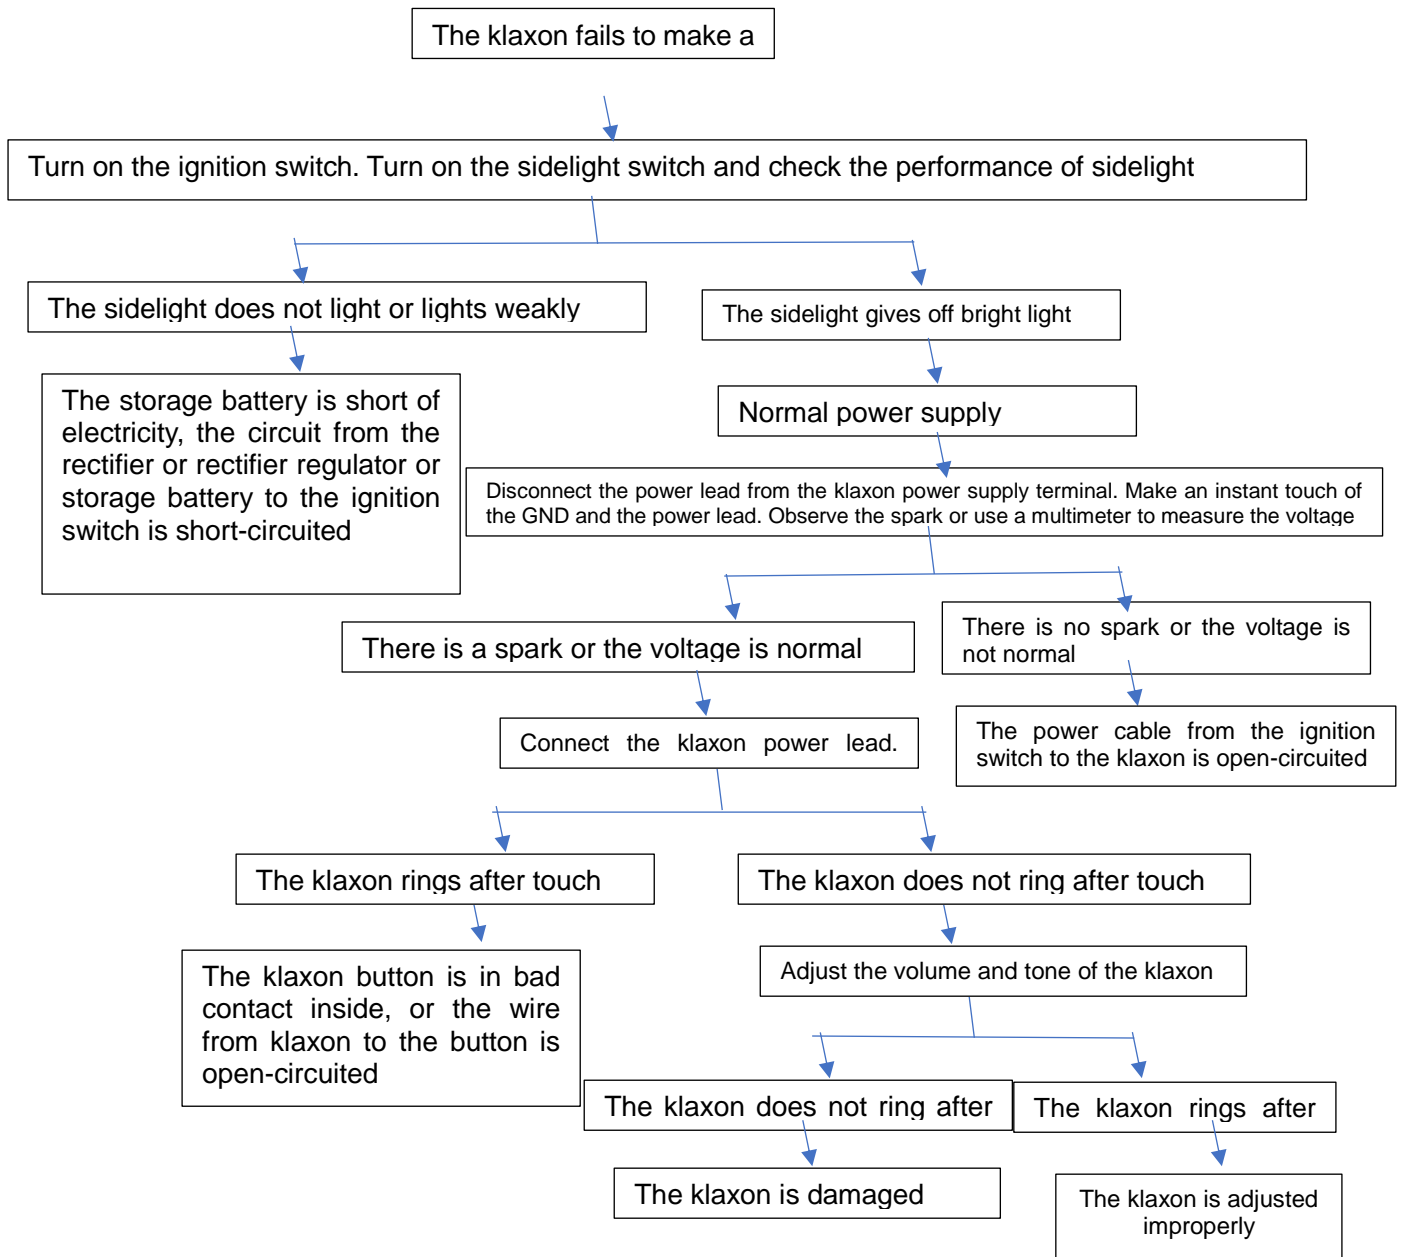 The klaxon fails to make a
Turn on the ignition switch. Turn on the sidelight switch and check the performance of sidelight
The sidelight does not light or lights weakly
The sidelight gives off bright light
The storage battery is short of
electricity, the circuit from the
rectifier or rectifier regulator or
storage battery to the ignition
switch is short-circuited
Normal power supply
Disconnect the power lead from the klaxon power supply terminal. Make an instant touch of
the GND and the power lead. Observe the spark or use a multimeter to measure the voltage
There is a spark or the voltage is normal
There is no spark or the voltage is
not normal
Connect the klaxon power lead.
The power cable from the ignition
switch to the klaxon is open-circuited
The klaxon rings after touch
The klaxon does not ring after touch
The klaxon button is in bad
contact inside, or the wire
from klaxon to the button is
open-circuited
Adjust the volume and tone of the klaxon
The klaxon does not ring after
The klaxon rings after
The klaxon is damaged
The klaxon is adjusted
improperly